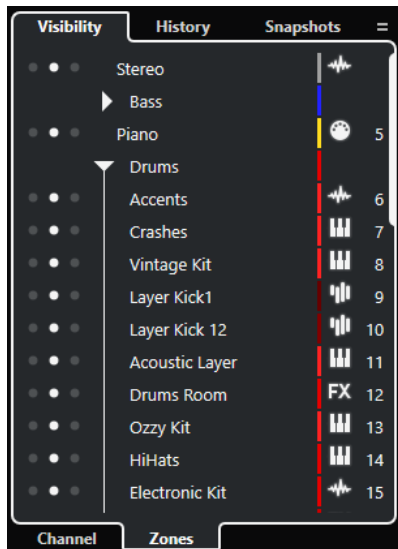 Visibility History Snapshots
Stereo
Bass
Piano 5
Drums
Accents 6
Crashes 7
Vintage Kit 8
Layer Kick1 9
Layer Kick 12 10
Acoustic Layer 11
Drums Room FX 12
Ozzy Kit 13
HiHats 14
Electronic Kit 15
Channel Zones